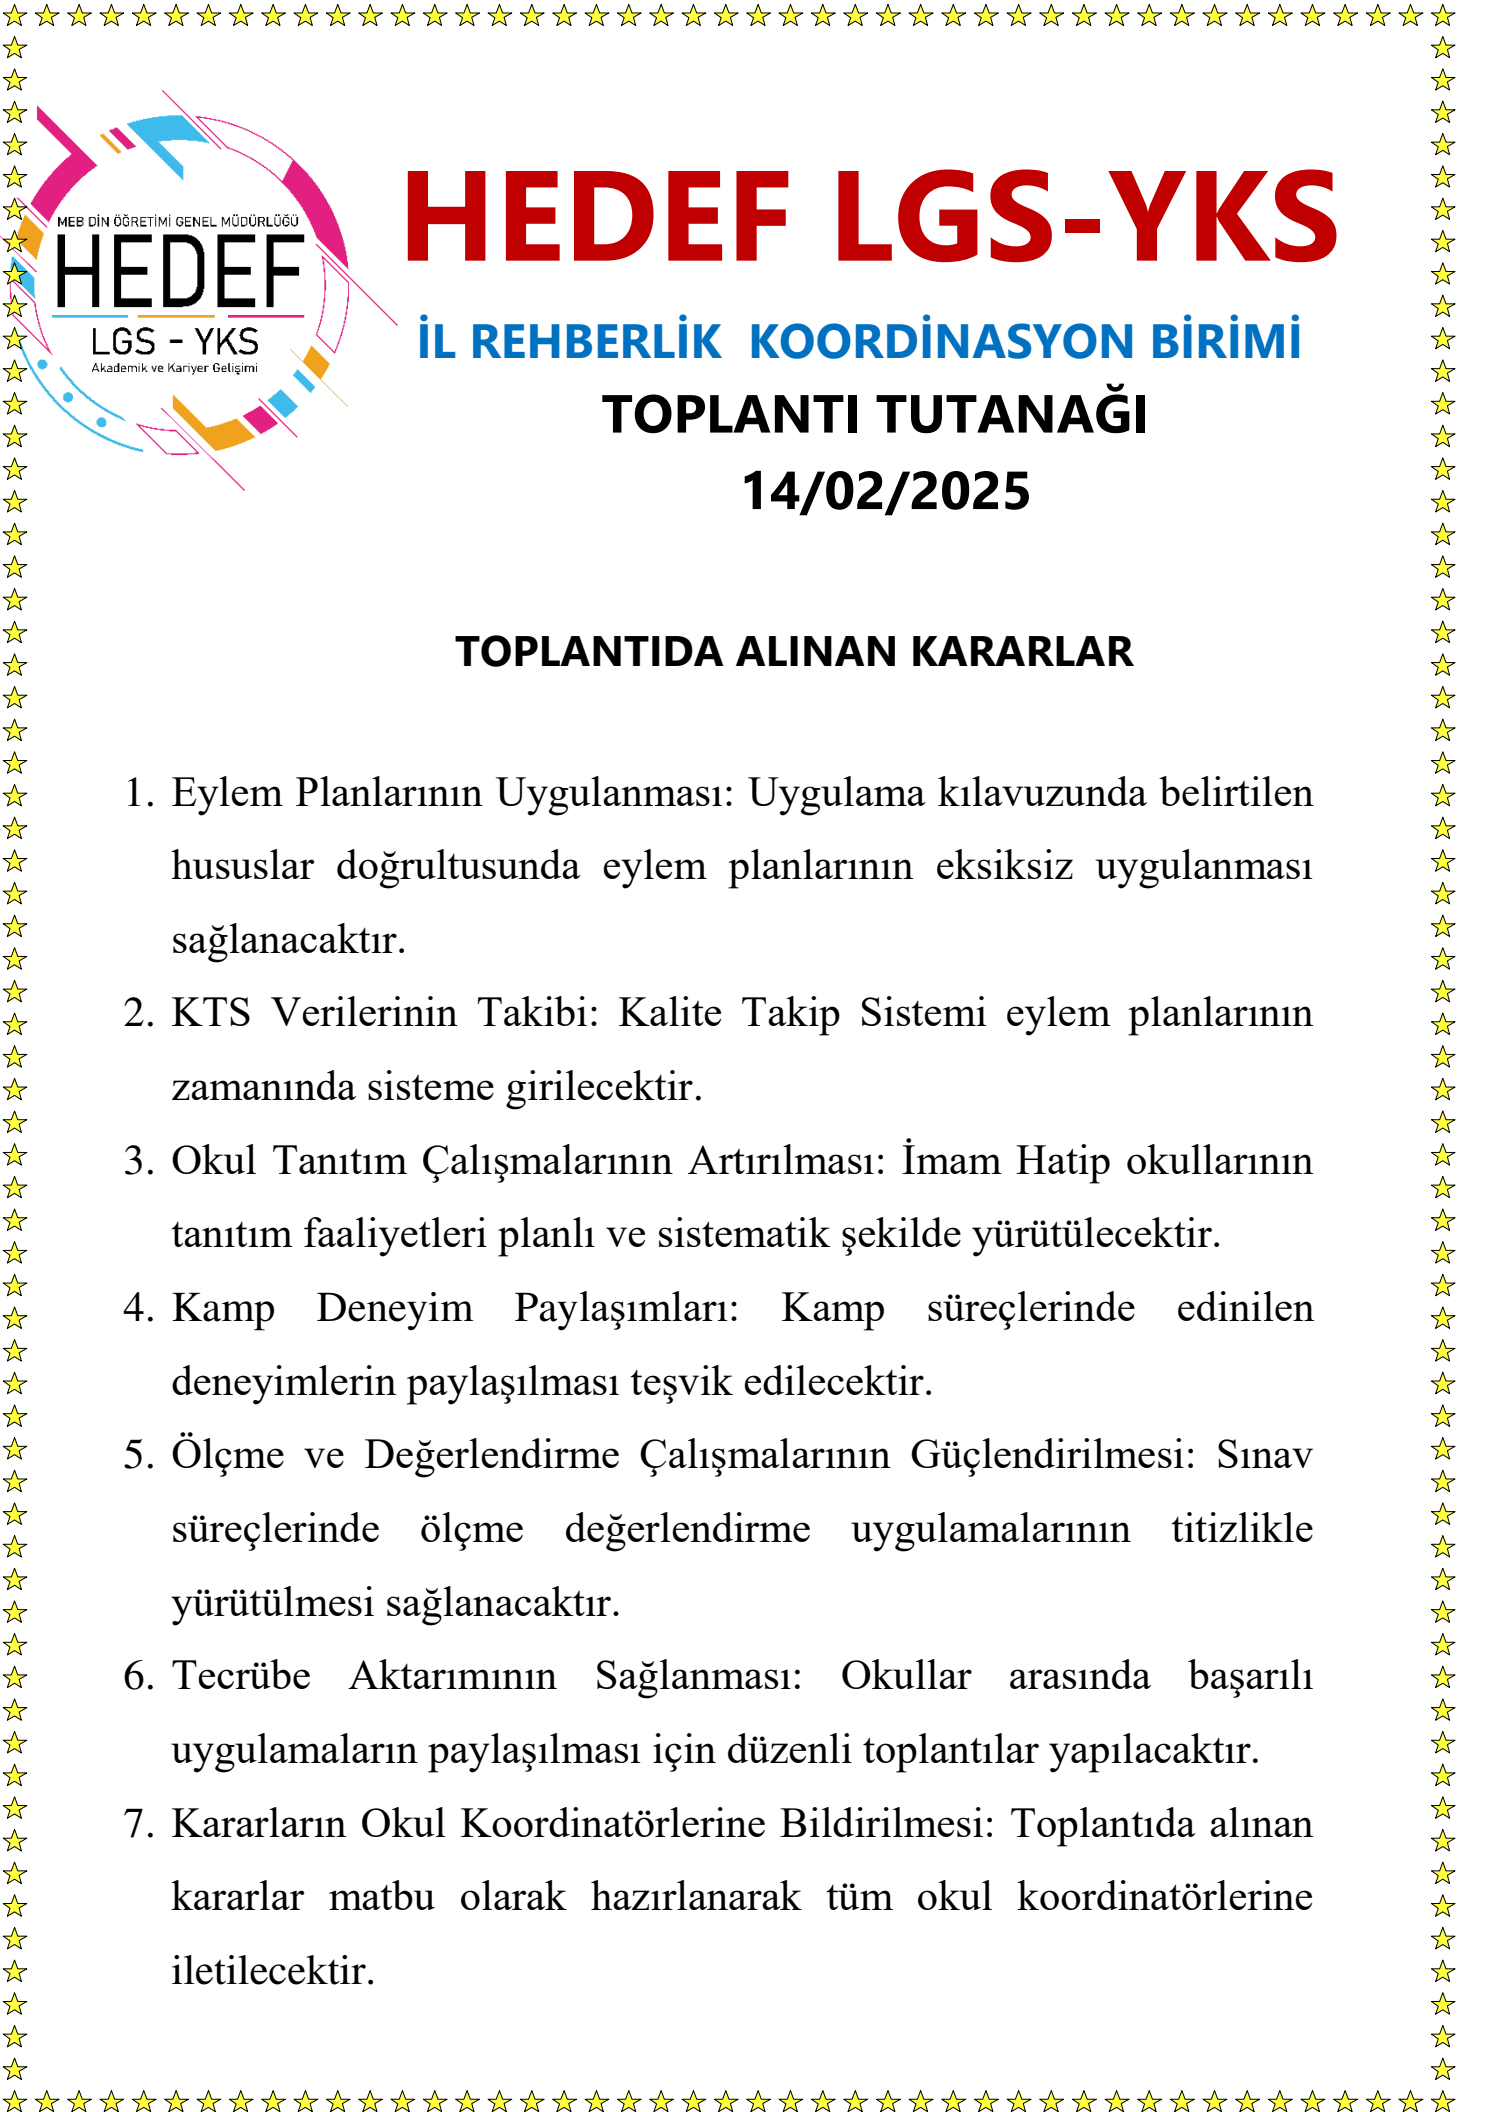 MEB DİN ÖĞRETİMİ GENEL MÜDÜRLÜĞÜ
HEDEF
LGS - YKS
Akademik ve Kariyer Gelişimi
HEDEF LGS-YKS
İL REHBERLİK KOORDİNASYON BİRİMİ
TOPLANTI TUTANAĞI
14/02/2025
TOPLANTIDA ALINAN KARARLAR
1. Eylem Planlarının Uygulanması: Uygulama kılavuzunda belirtilen
hususlar doğrultusunda eylem planlarının eksiksiz uygulanması
sağlanacaktır.
2. KTS Verilerinin Takibi: Kalite Takip Sistemi eylem planlarının
zamanında sisteme girilecektir.
3. Okul Tanıtım Çalışmalarının Artırılması: İmam Hatip okullarının
tanıtım faaliyetleri planlı ve sistematik şekilde yürütülecektir.
4. Kamp Deneyim Paylaşımları: Kamp süreçlerinde edinilen
deneyimlerin paylaşılması teşvik edilecektir.
5. Ölçme ve Değerlendirme Çalışmalarının Güçlendirilmesi: Sınav
süreçlerinde ölçme değerlendirme uygulamalarının titizlikle
yürütülmesi sağlanacaktır.
6. Tecrübe Aktarımının Sağlanması: Okullar arasında başarılı
uygulamaların paylaşılması için düzenli toplantılar yapılacaktır.
7. Kararların Okul Koordinatörlerine Bildirilmesi: Toplantıda alınan
kararlar matbu olarak hazırlanarak tüm okul koordinatörlerine
iletilecektir.